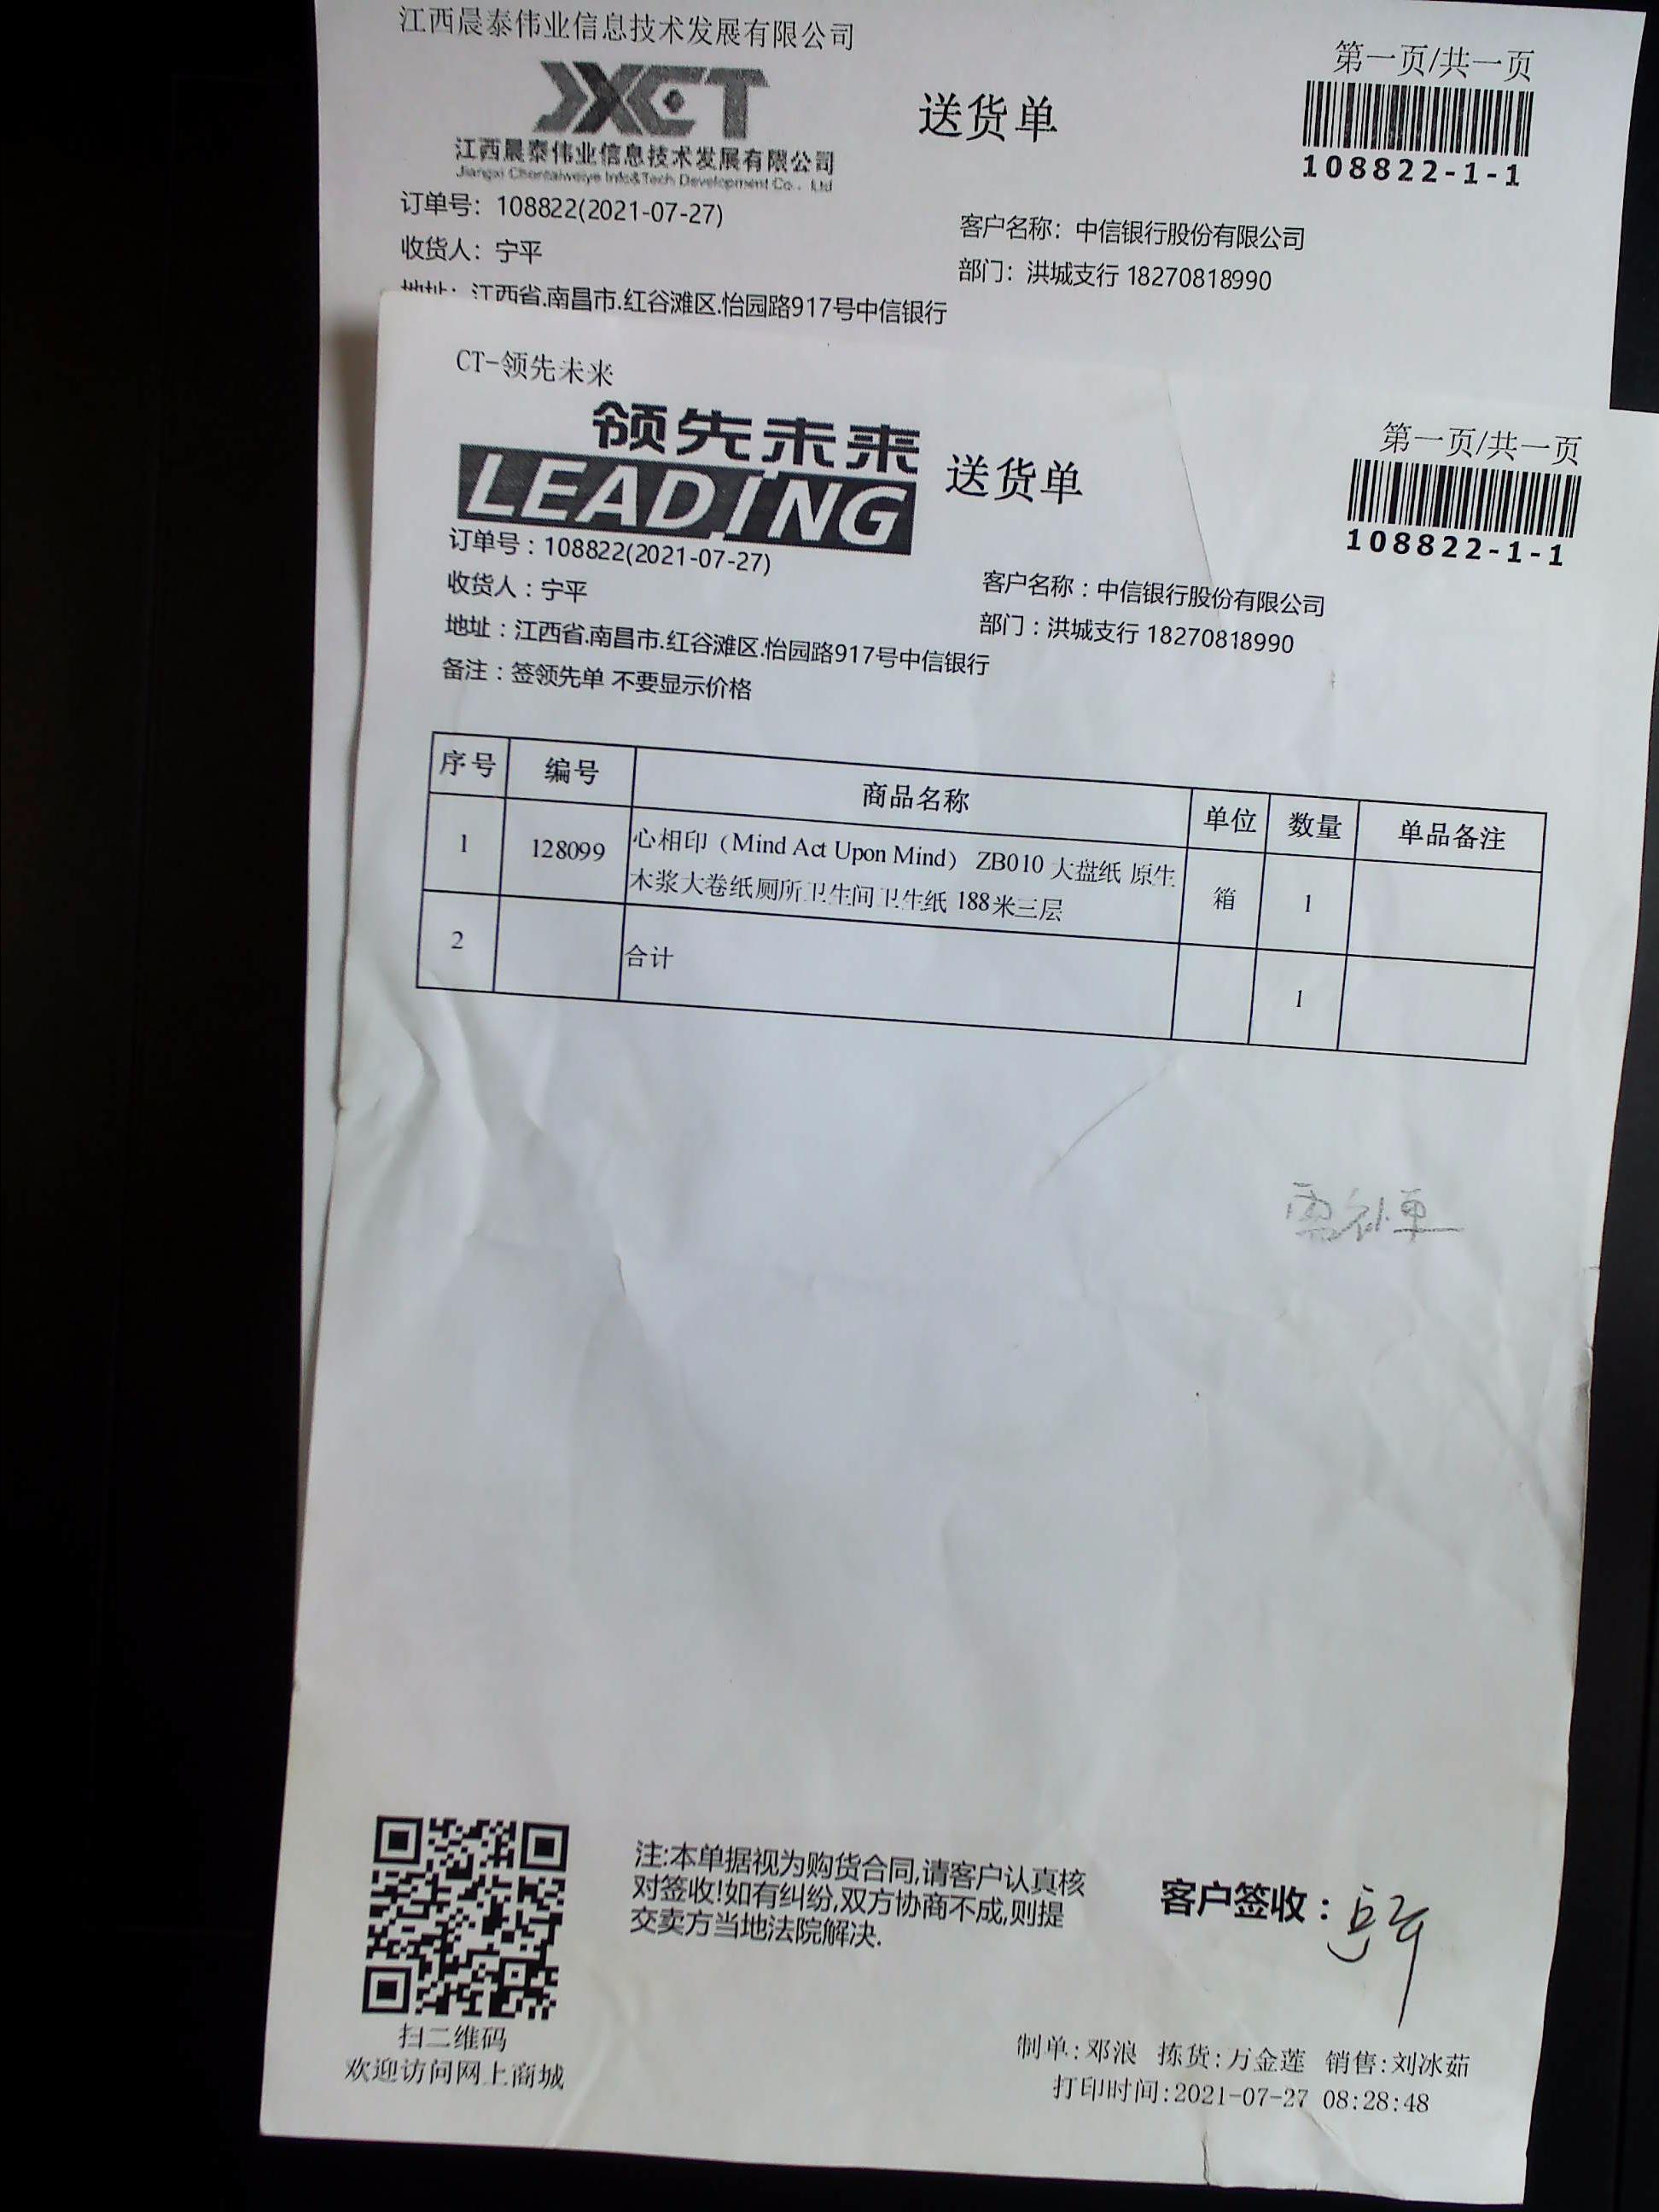 江西晨泰伟业信息技术发展有限公司
第一页/共一页
JXCT
送货单
江西晨泰伟业信息技术发展有限公司
Jiangxi Chentaiweiye Info&Tech Development Co., Ltd
108822-1-1
订单号：108822(2021-07-27)
客户名称：中信银行股份有限公司
收货人：宁平
部门：洪城支行 18270818990
地址：江西省.南昌市.红谷滩区.怡园路917号中信银行
CT-领先未来
第一页/共一页
领先未来
LEADING
送货单
108822-1-1
订单号：108822(2021-07-27)
客户名称：中信银行股份有限公司
收货人：宁平
部门：洪城支行 18270818990
地址：江西省.南昌市.红谷滩区.怡园路917号中信银行
备注：签领先单 不要显示价格
序号 编号 商品名称 单位 数量 单品备注
1 128099 心相印（Mind Act Upon Mind） ZB010 大盘纸 原生
木浆大卷纸厕所卫生间卫生纸 188米三层 箱 1
2 合计 1
注:本单据视为购货合同,请客户认真核
对签收!如有纠纷,双方协商不成,则提
交卖方当地法院解决.
客户签收：
扫二维码
欢迎访问网上商城
制单:邓浪 拣货:万金莲 销售:刘冰茹
打印时间:2021-07-27 08:28:48